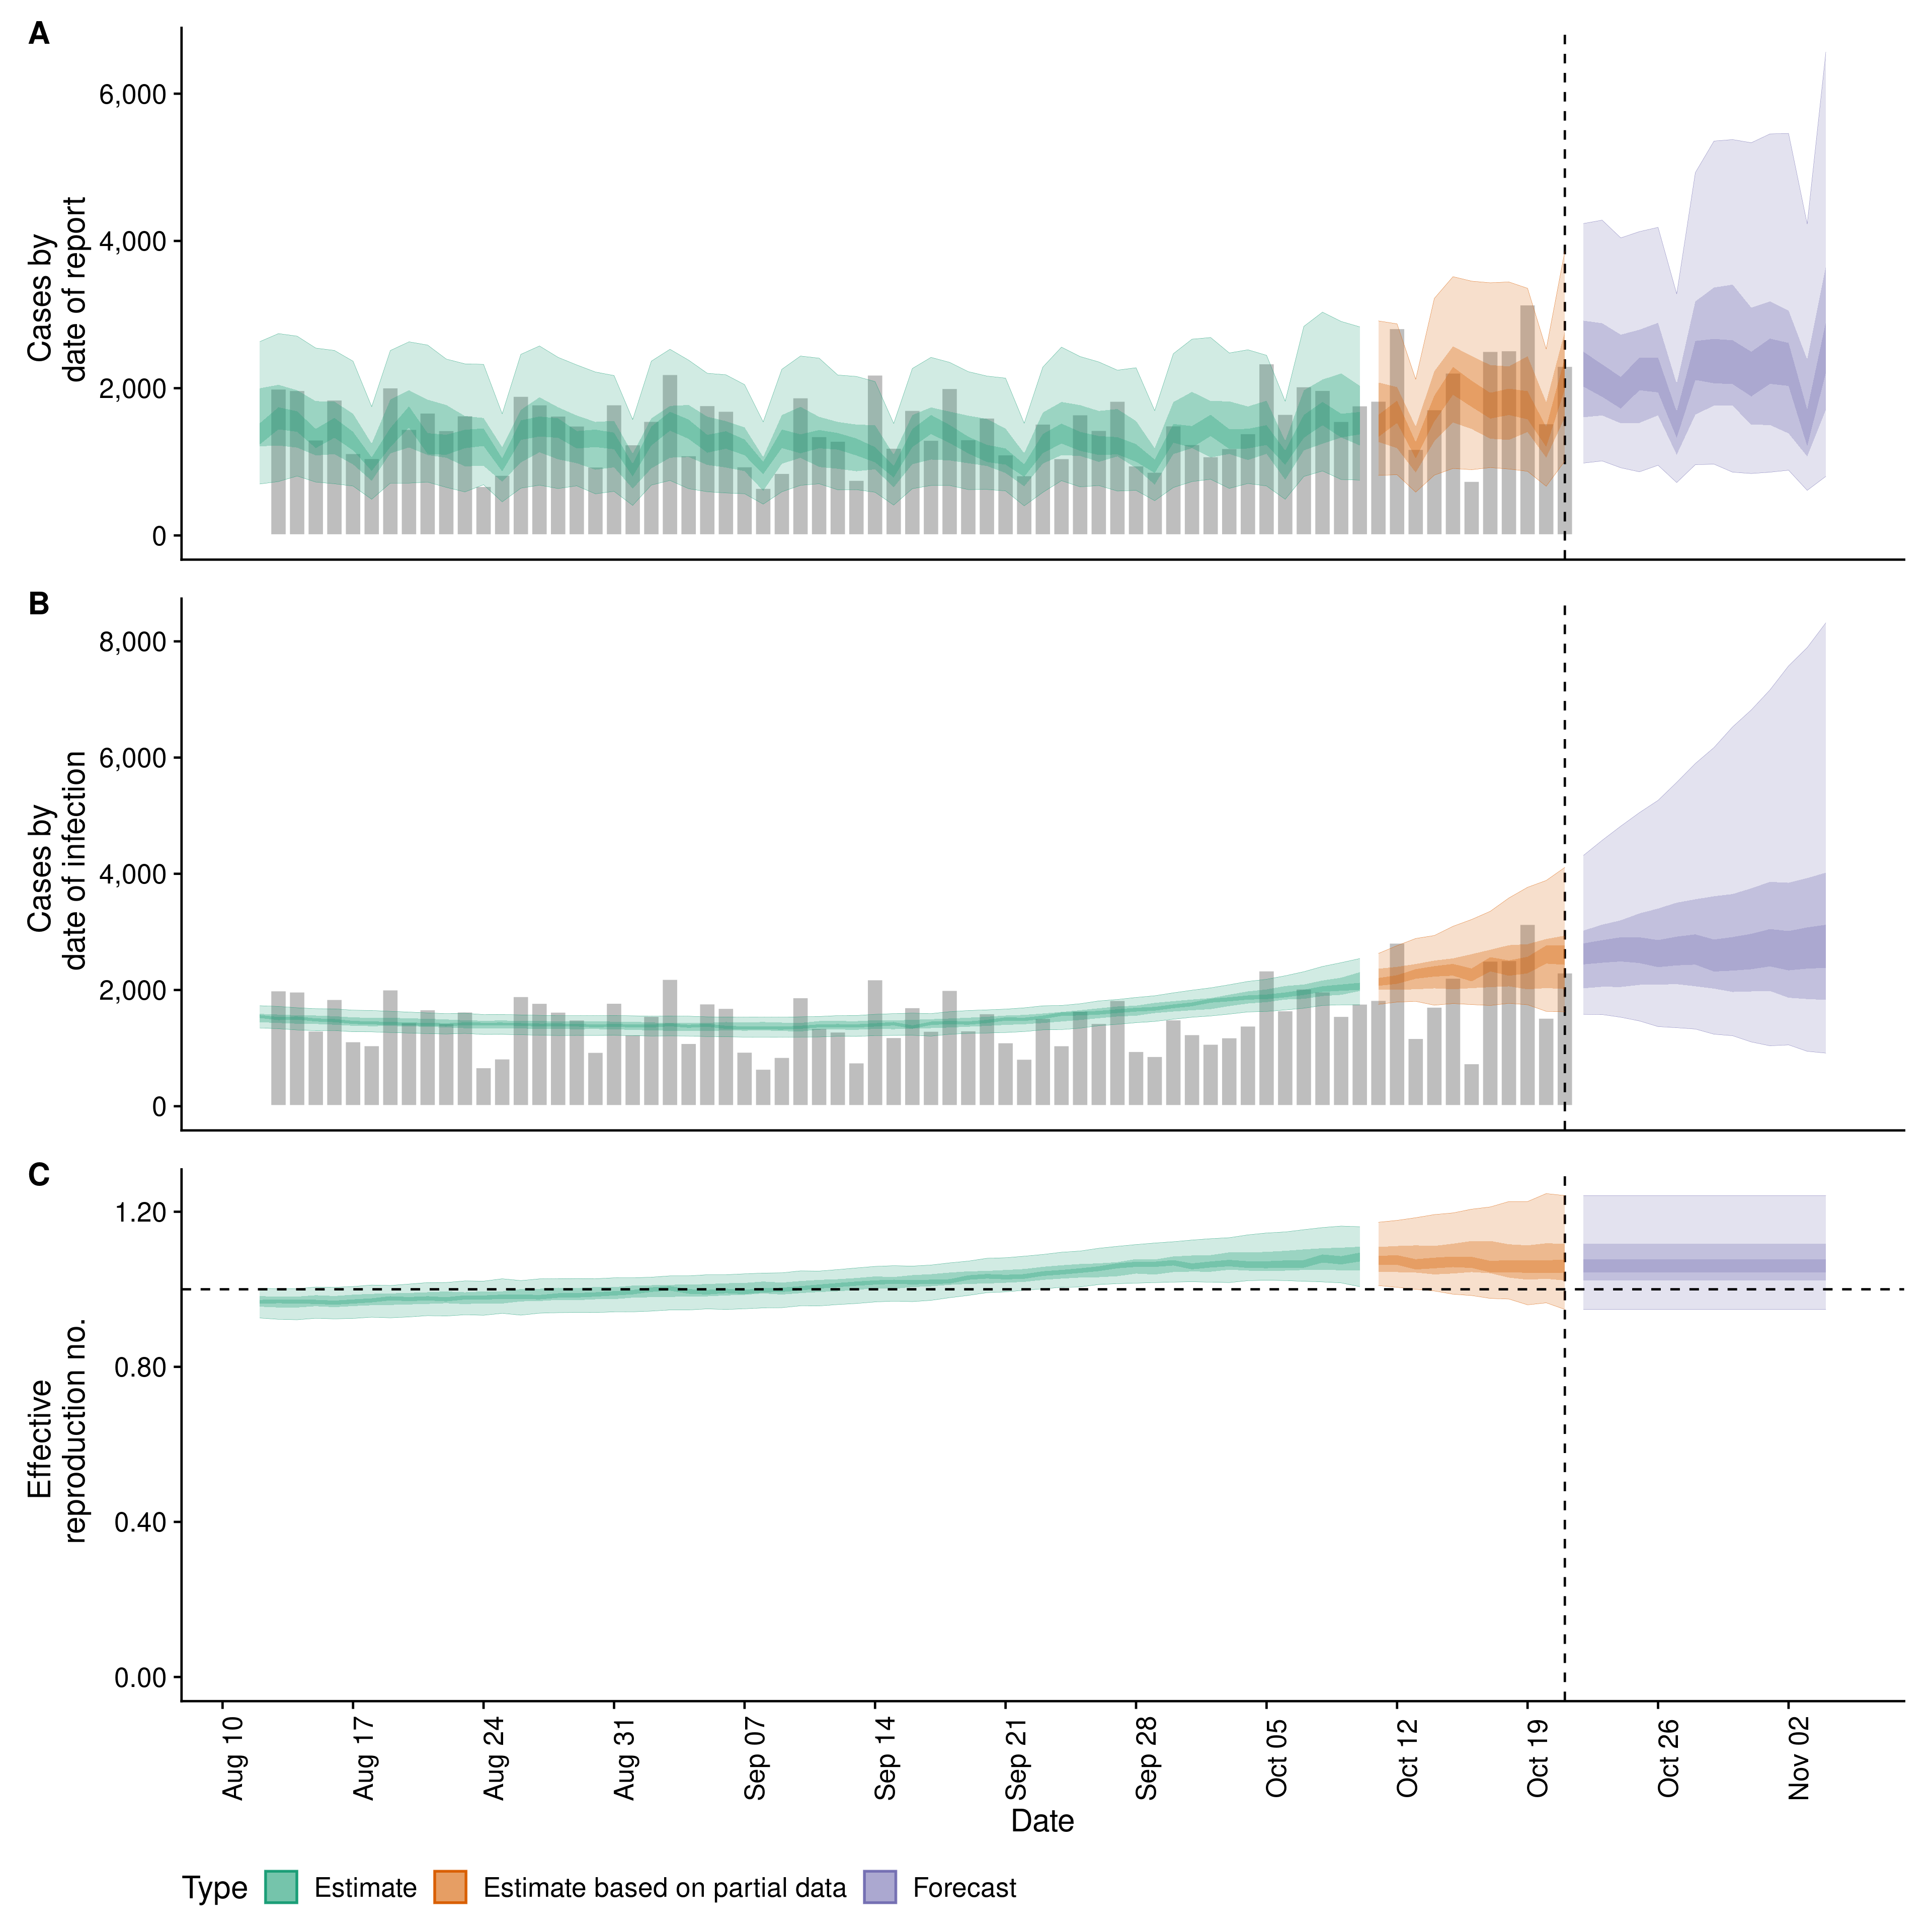 A
6,000
4,000
2,000
0
Cases by
date of report
B
8,000
6,000
4,000
2,000
0
Cases by
date of infection
C
1.20
0.80
0.40
0.00
Effective
reproduction no.
Aug 10
Aug 17
Aug 24
Aug 31
Sep 07
Sep 14
Sep 21
Sep 28
Oct 05
Oct 12
Oct 19
Oct 26
Nov 02
Date
Type Estimate Estimate based on partial data Forecast